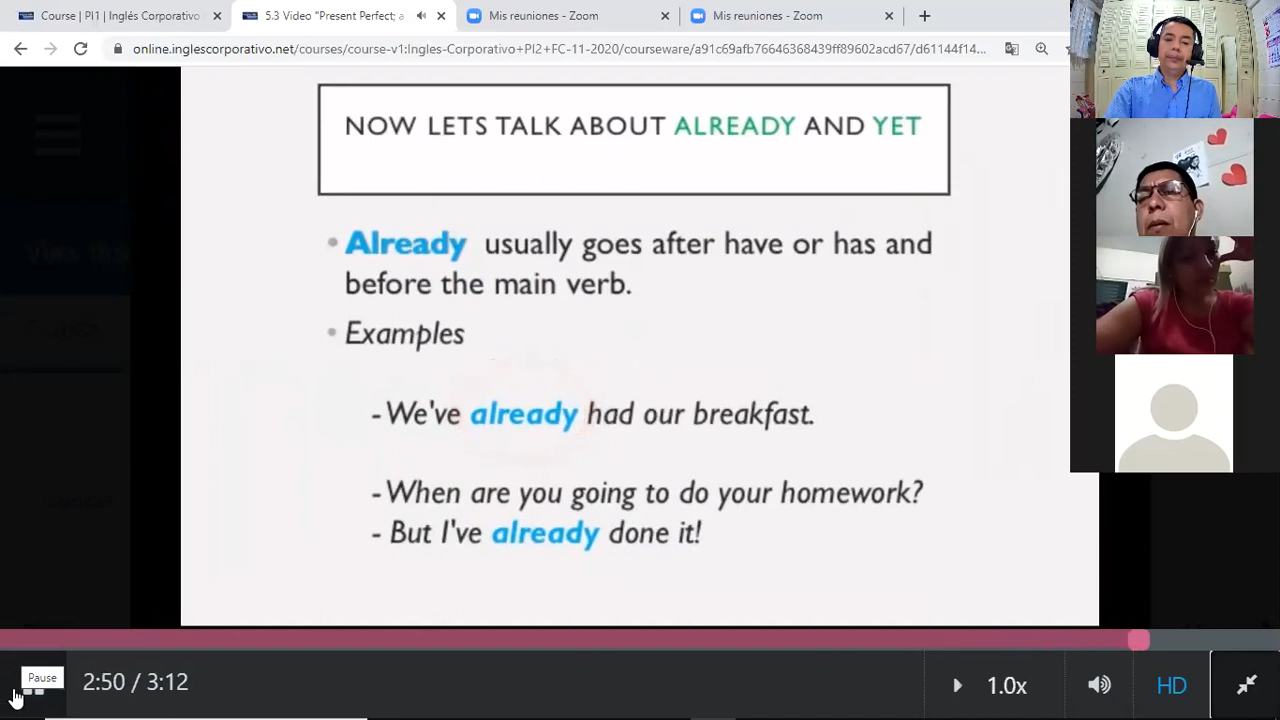 Course | PI1 | Inglés Corporativo
5.3 Video "Present Perfect; a
Mis reuniones - Zoom
Mis reuniones - Zoom
online.inglescorporativo.net/courses/course-v1:Ingles-Corporativo+PI2+FC-11-2020/courseware/a91c69afb76646368439ff89602acd67/d61144f14...
NOW LETS TALK ABOUT ALREADY AND YET
• Already usually goes after have or has and
before the main verb.
• Examples
- We've already had our breakfast.
- When are you going to do your homework?
- But I've already done it!
Pause
2:50 / 3:12
1.0x
HD